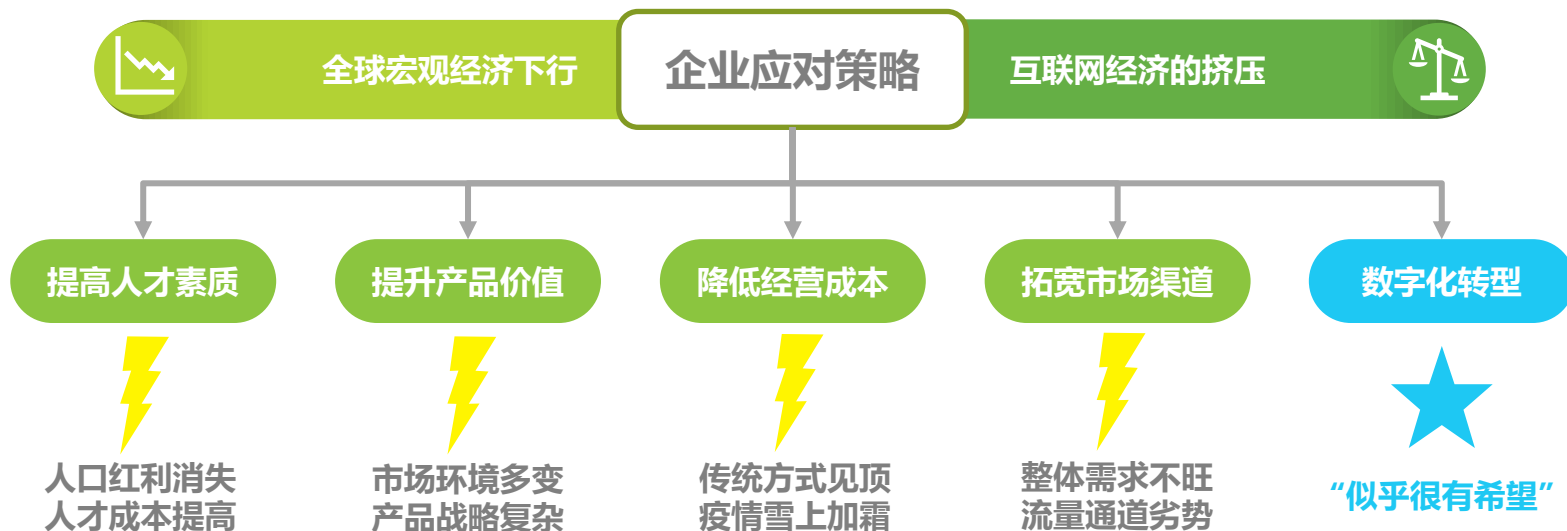 全球宏观经济下行
企业应对策略
互联网经济的挤压
提高人才素质
提升产品价值
降低经营成本
拓宽市场渠道
数字化转型
人口红利消失
人才成本提高
市场环境多变
产品战略复杂
传统方式见顶
疫情雪上加霜
整体需求不旺
流量通道劣势
“似乎很有希望”